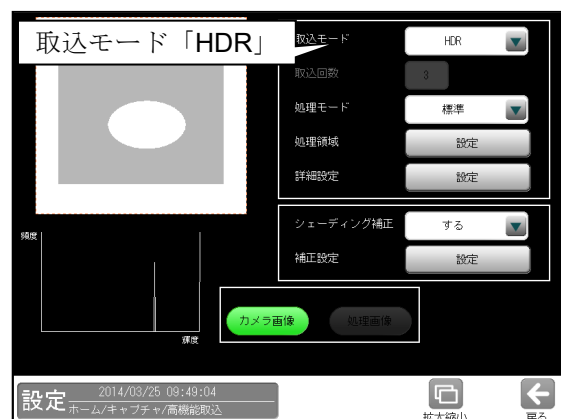 取込モード「HDR」
取込モード HDR
取込回数 3
処理モード 標準
処理領域 設定
詳細設定 設定
シェーディング補正 する
補正設定 設定
頻度
輝度
カメラ画像 処理画像
設定 2014/03/25 09:49:04
ホーム/キャプチャ/高機能取込
拡大縮小 戻る